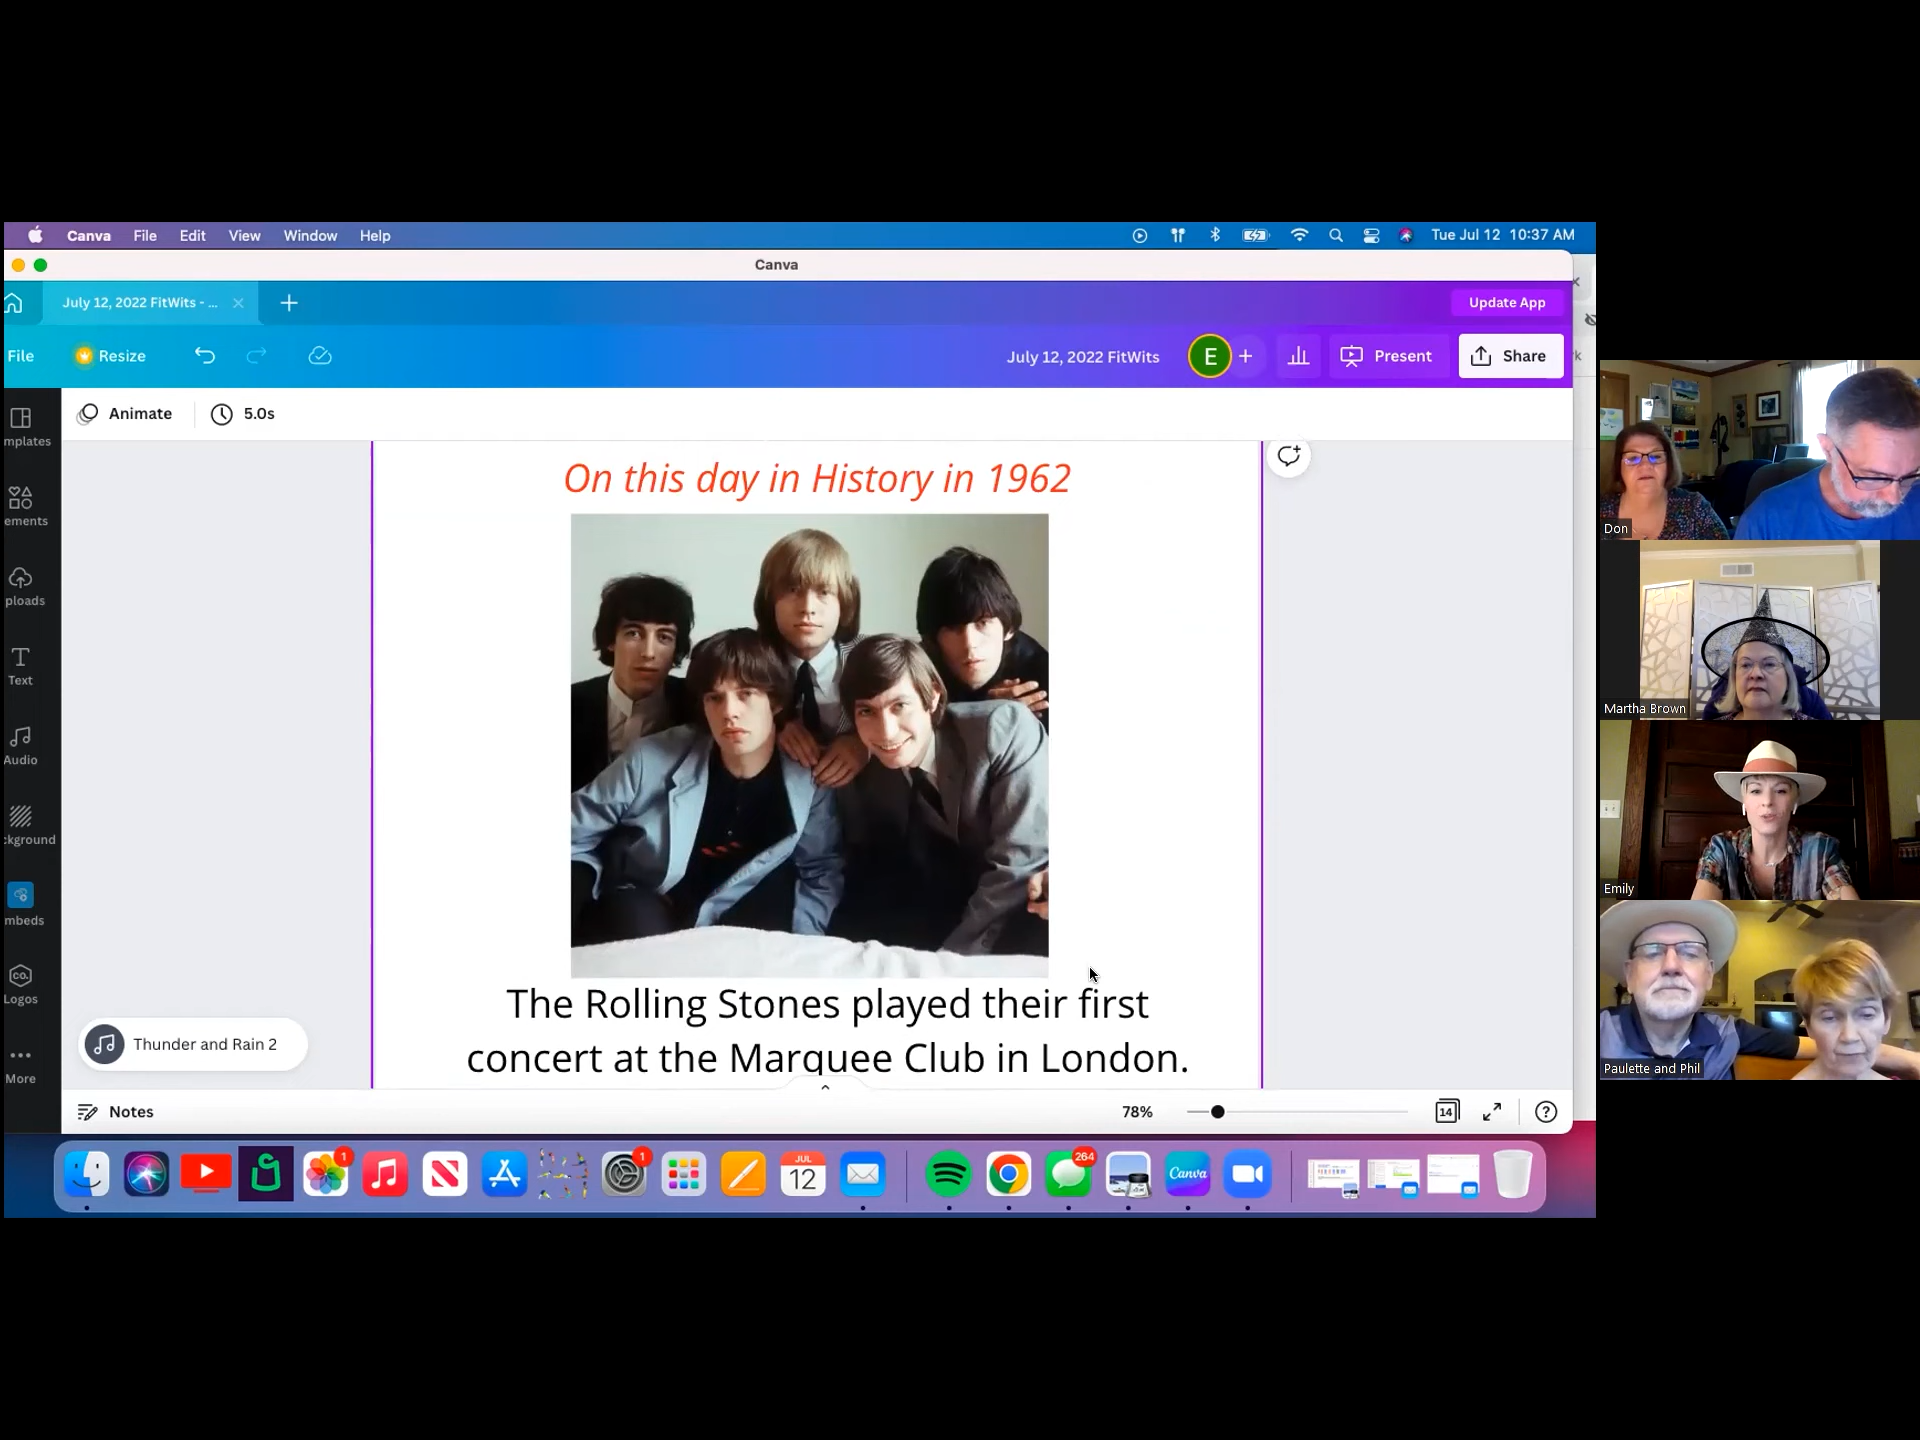 Canva File Edit View Window Help Tue Jul 12 10:37 AM
Canva
July 12, 2022 FitWits - ... Update App
File Resize July 12, 2022 FitWits E Present Share
Animate 5.0s
mplates
ements
ploads
Text
Audio
ckground
mbeds
co.
Logos
More
On this day in History in 1962
The Rolling Stones played their first
concert at the Marquee Club in London.
Thunder and Rain 2
Notes 78% 14
1 1 JUL 12 264 Canva
Don
Martha Brown
Emily
Paulette and Phil